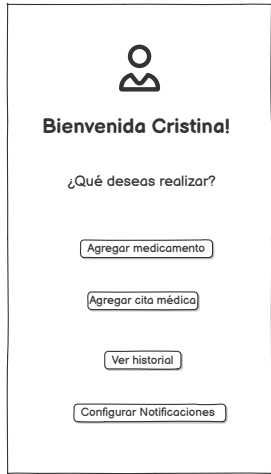 Bienvenida Cristina!
¿Qué deseas realizar?
Agregar medicamento
Agregar cita médica
Ver historial
Configurar Notificaciones